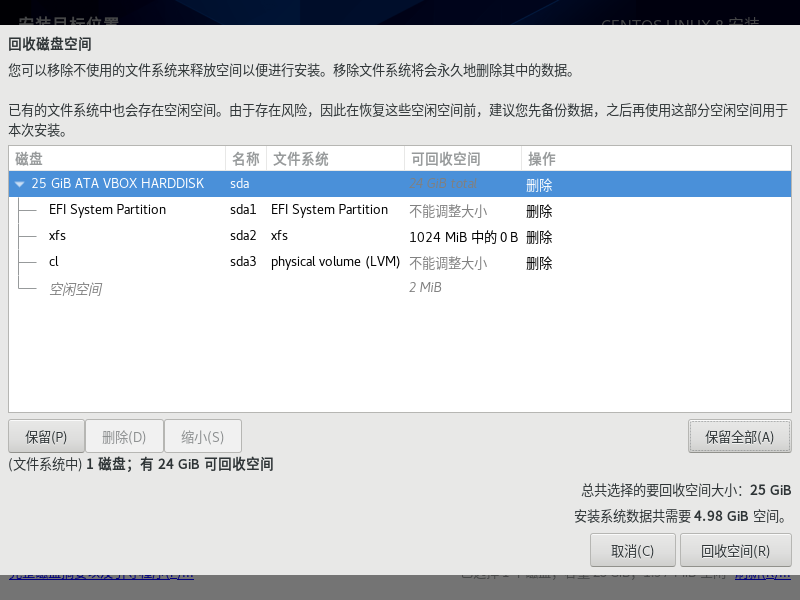 安装目标位置
CENTOS LINUX 8 安装
回收磁盘空间
您可以移除不使用的文件系统来释放空间以便进行安装。移除文件系统将会永久地删除其中的数据。
已有的文件系统中也会存在空闲空间。由于存在风险，因此在恢复这些空闲空间前，建议您先备份数据，之后再使用这部分空闲空间用于
本次安装。
磁盘 名称 文件系统 可回收空间 操作
25 GiB ATA VBOX HARDDISK sda 删除
EFI System Partition sda1 EFI System Partition 不能调整大小 删除
xfs sda2 xfs 1024 MiB 中的 0 B 删除
cl sda3 physical volume (LVM) 不能调整大小 删除
空闲空间 2 MiB
保留(P) 删除(D) 缩小(S) 保留全部(A)
(文件系统中) 1 磁盘；有 24 GiB 可回收空间
总共选择的要回收空间大小：25 GiB
安装系统数据共需要 4.98 GiB 空间。
取消(C) 回收空间(R)